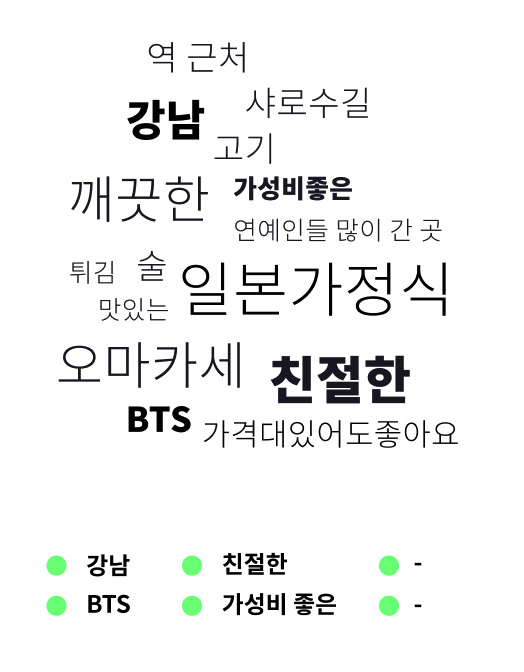 역 근처
강남 샤로수길
고기
깨끗한 가성비좋은
연예인들 많이 간 곳
튀김 술 일본가정식
맛있는
오마카세 친절한
BTS 가격대있어도좋아요
강남 친절한 -
BTS 가성비 좋은 -